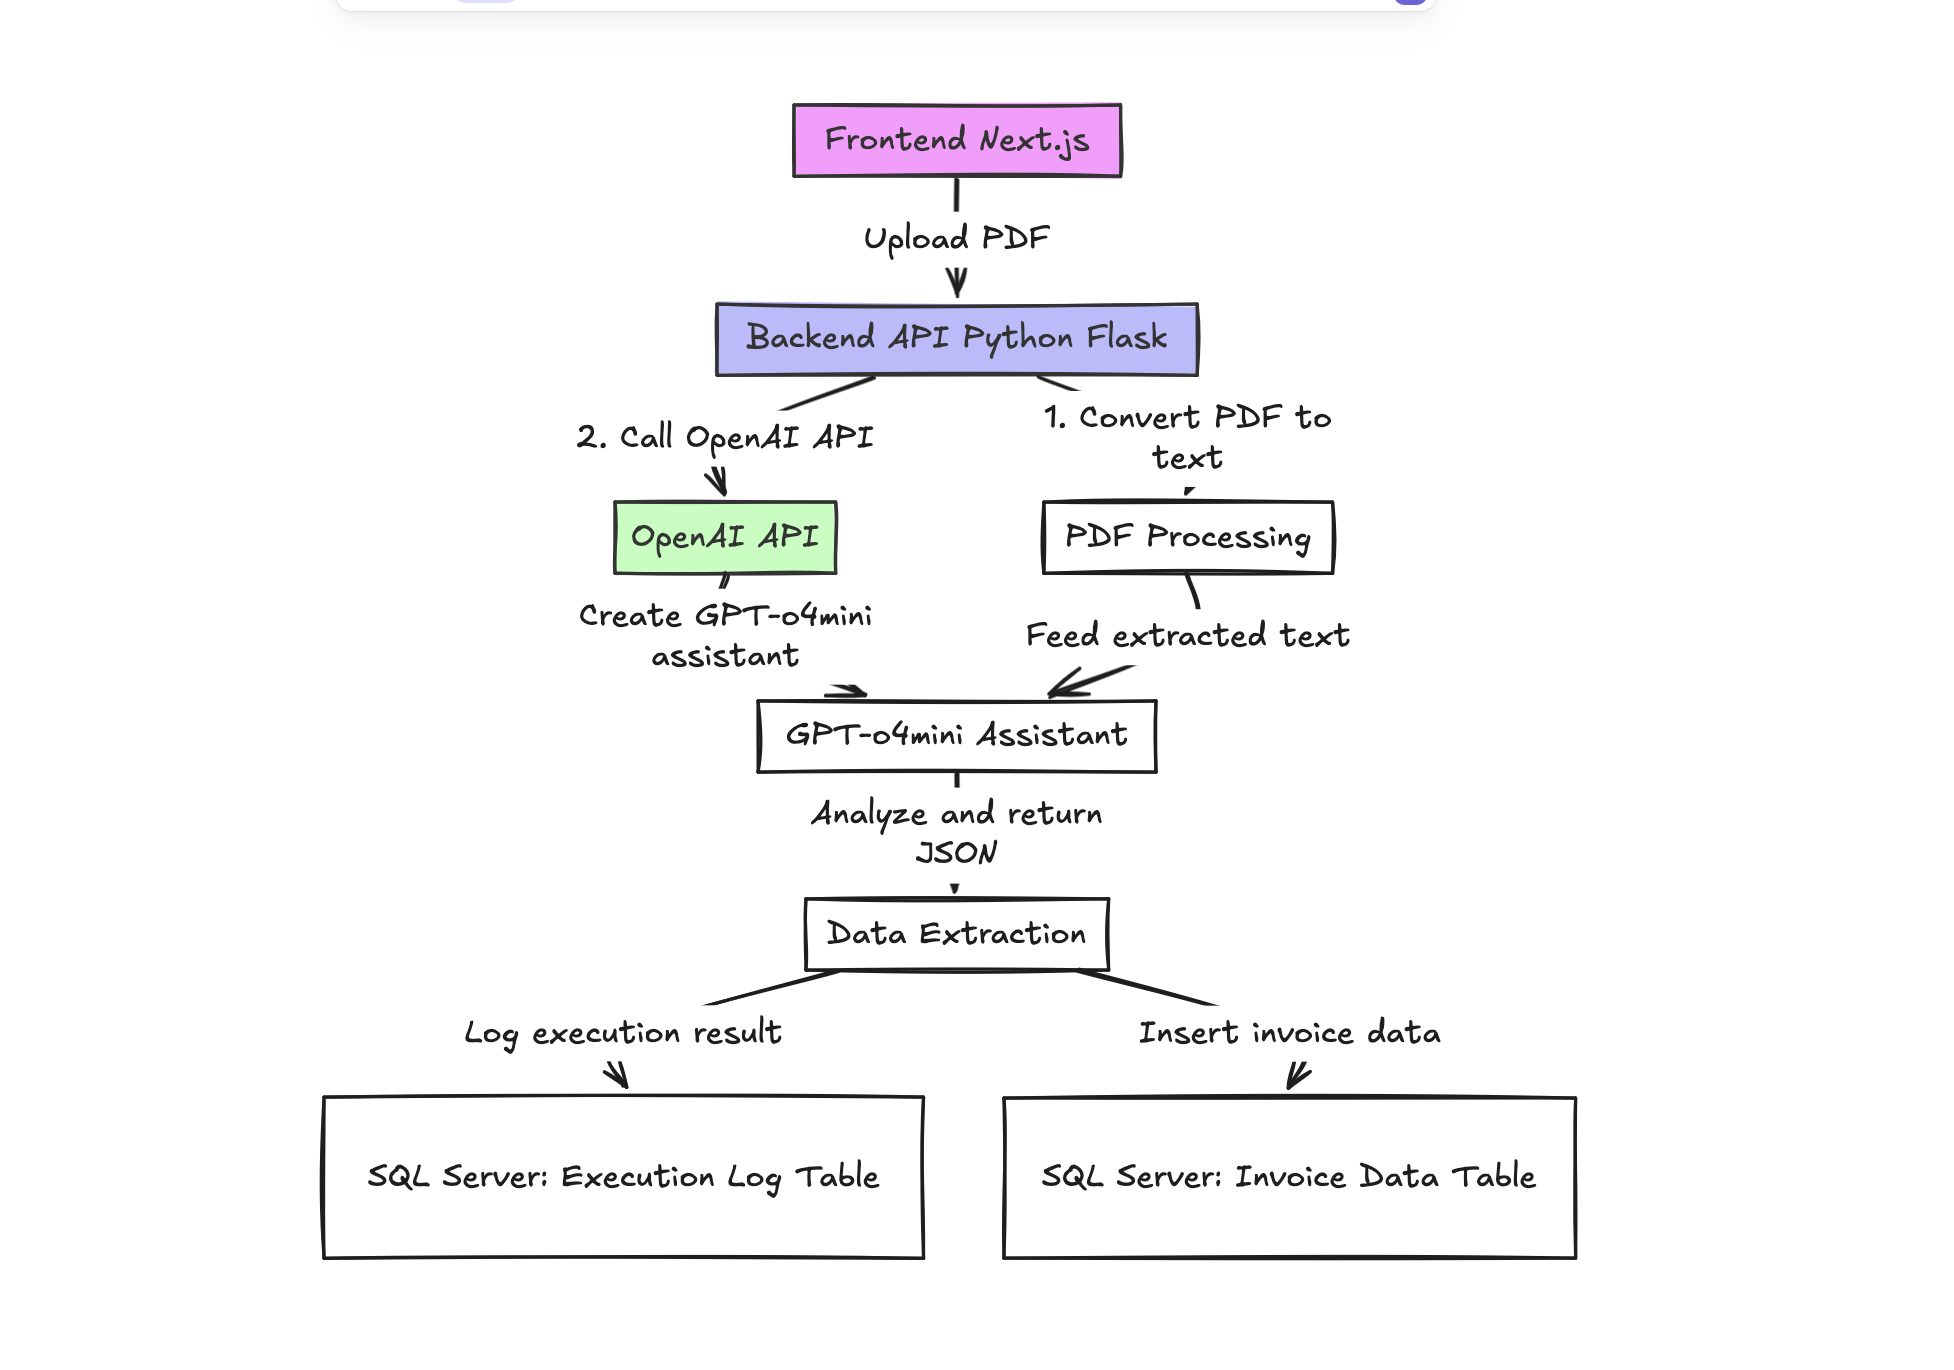 Frontend Next.js
Upload PDF
Backend API Python Flask
2. Call OpenAI API
1. Convert PDF to
text
OpenAI API
PDF Processing
Create GPT-o4mini
assistant
Feed extracted text
GPT-o4mini Assistant
Analyze and return
JSON
Data Extraction
Log execution result
Insert invoice data
SQL Server: Execution Log Table
SQL Server: Invoice Data Table